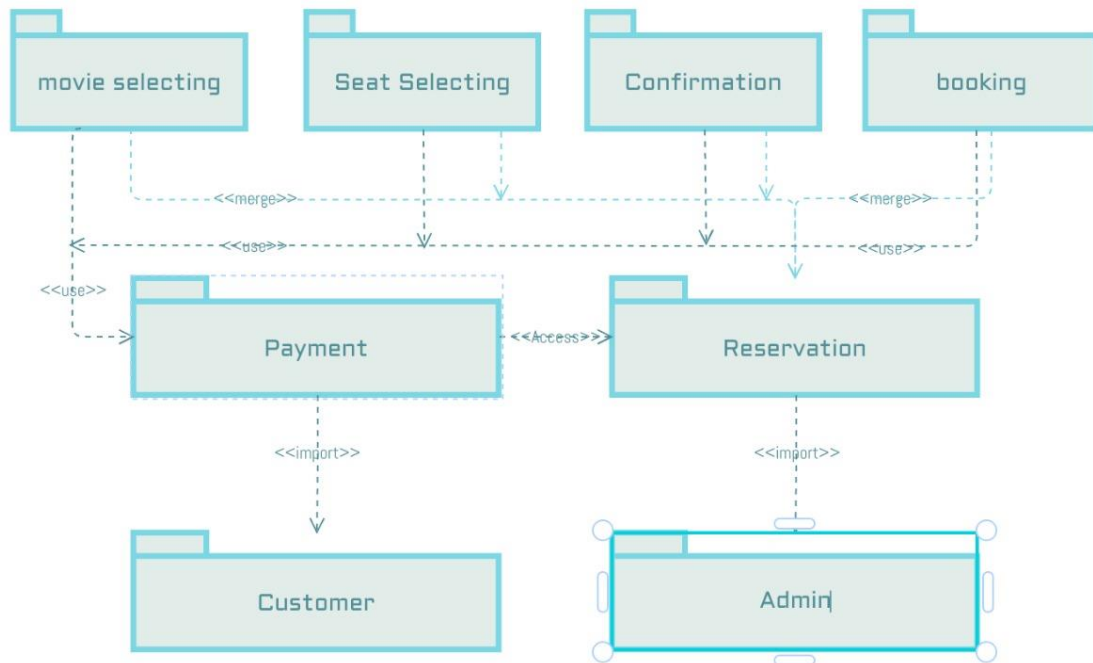 movie selecting
Seat Selecting
Confirmation
booking
<<merge>>
<<merge>>
<<use>>
<<use>>
<<use>>
Payment
<<Access>>
Reservation
<<import>>
<<import>>
Customer
Admin